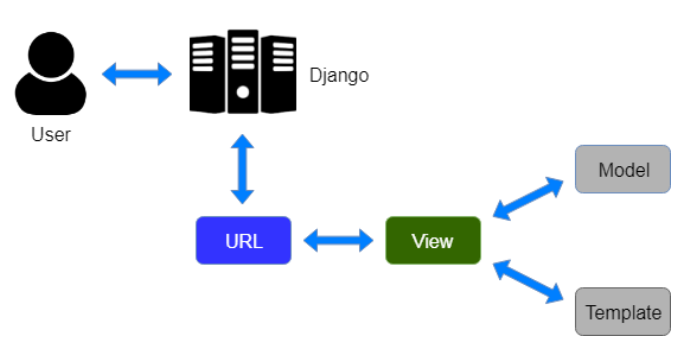 Django
User
Model
URL
View
Template